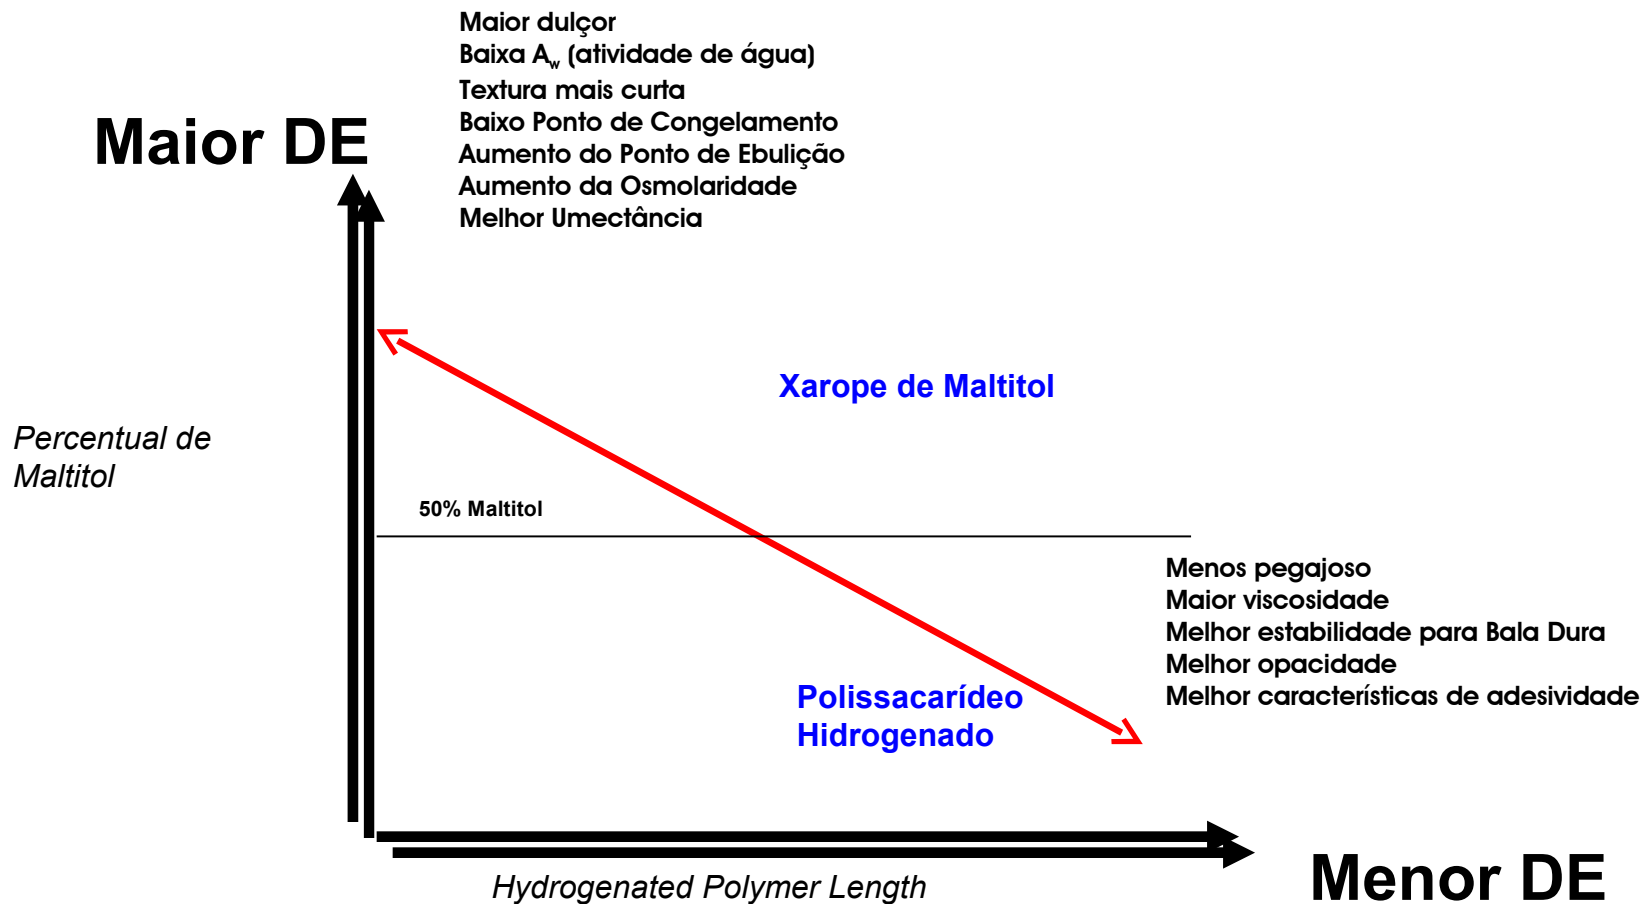 Maior dulçor
Baixa Aw (atividade de água)
Textura mais curta
Baixo Ponto de Congelamento
Aumento do Ponto de Ebulição
Aumento da Osmolaridade
Melhor Umectância
Maior DE
Xarope de Maltitol
Percentual de
Maltitol
50% Maltitol
Menos pegajoso
Maior viscosidade
Melhor estabilidade para Bala Dura
Melhor opacidade
Melhor características de adesividade
Polissacarídeo
Hidrogenado
Hydrogenated Polymer Length
Menor DE